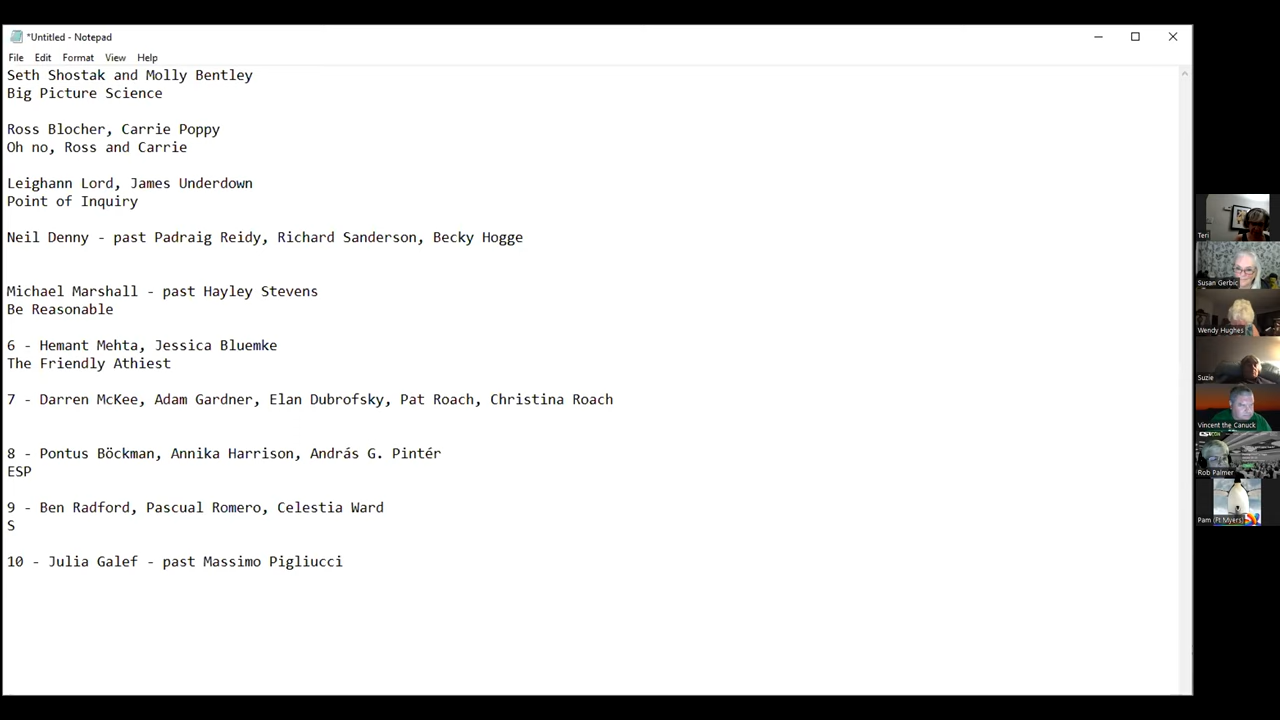 *Untitled - Notepad
File Edit Format View Help
Seth Shostak and Molly Bentley
Big Picture Science
Ross Blocher, Carrie Poppy
Oh no, Ross and Carrie
Leighann Lord, James Underdown
Point of Inquiry
Neil Denny - past Padraig Reidy, Richard Sanderson, Becky Hogge
Michael Marshall - past Hayley Stevens
Be Reasonable
6 - Hemant Mehta, Jessica Bluemke
The Friendly Athiest
7 - Darren McKee, Adam Gardner, Elan Dubrofsky, Pat Roach, Christina Roach
8 - Pontus Böckman, Annika Harrison, András G. Pintér
ESP
9 - Ben Radford, Pascual Romero, Celestia Ward
S
10 - Julia Galef - past Massimo Pigliucci
Teri
Susan Gerbic
Wendy Hughes
Suzie
Vincent the Canuck
Rob Palmer
Pam (Ft Myers)